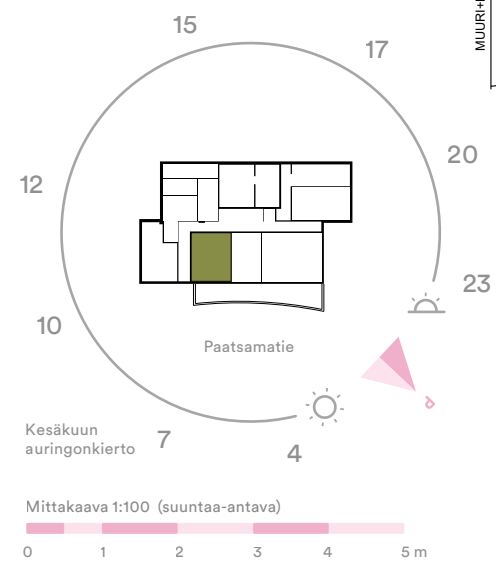 15
17
MUURI+
20
12
23
10
Paatsamatie
P
Kesäkuun
auringonkierto
7
4
Mittakaava 1:100 (suuntaa-antava)
0 1 2 3 4 5 m